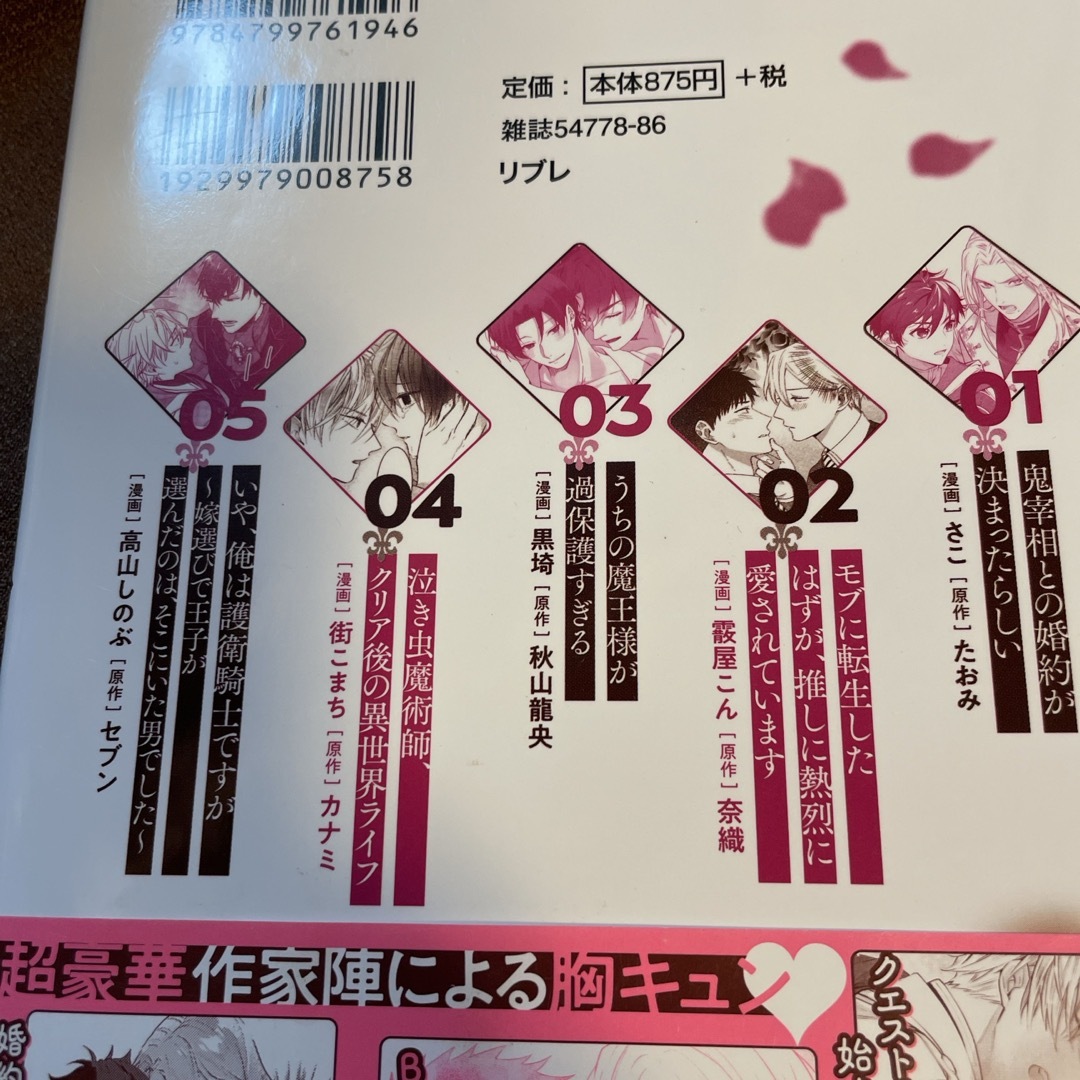 9784799761946
定価：本体875円+税
雑誌54778-86
1929979008758
リブレ
01
鬼宰相との婚約が
決まったらしい
[漫画]さこ[原作]たおみ
02
モブに転生した
はずが、推しに熱烈に
愛されています
[漫画]霰屋こん[原作]奈織
03
うちの魔王様が
過保護すぎる
[漫画]黒埼[原作]秋山龍央
04
泣き虫魔術師、
クリア後の異世界ライフ
[漫画]街こまち[原作]カナミ
05
いや、俺は護衛騎士ですが
〜嫁選びで王子が
選んだのは、そこにいた男でした〜
[漫画]高山しのぶ[原作]セブン
超豪華作家陣による胸キュン
クエスト
始
B
婚約